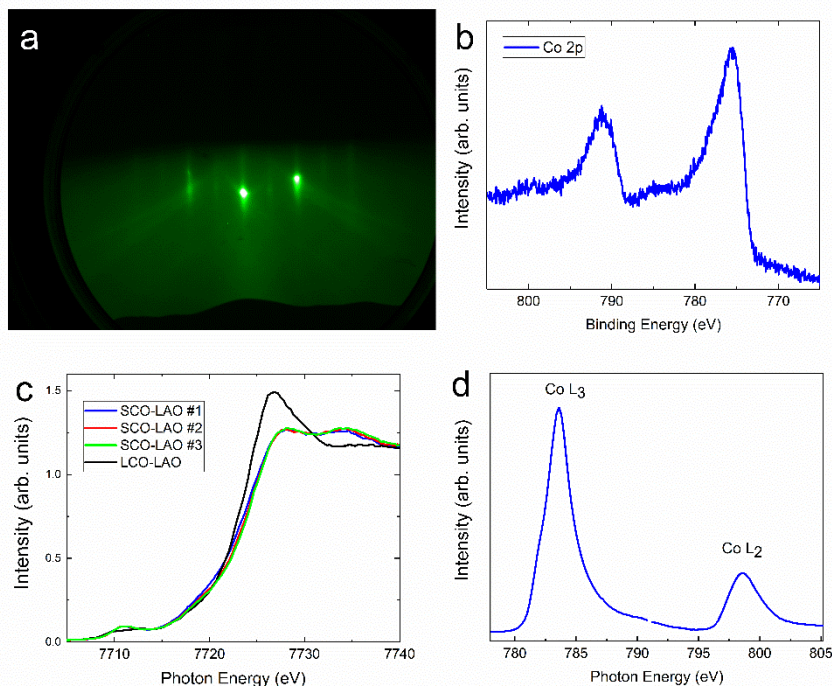 a
b
Co 2p
Intensity (arb. units)
800
790
780
770
Binding Energy (eV)
c
SCO-LAO #1
SCO-LAO #2
SCO-LAO #3
LCO-LAO
1.5
1.0
0.5
0.0
Intensity (arb. units)
7710
7720
7730
7740
Photon Energy (eV)
d
Co L3
Co L2
Intensity (arb. units)
780
785
790
795
800
805
Photon Energy (eV)